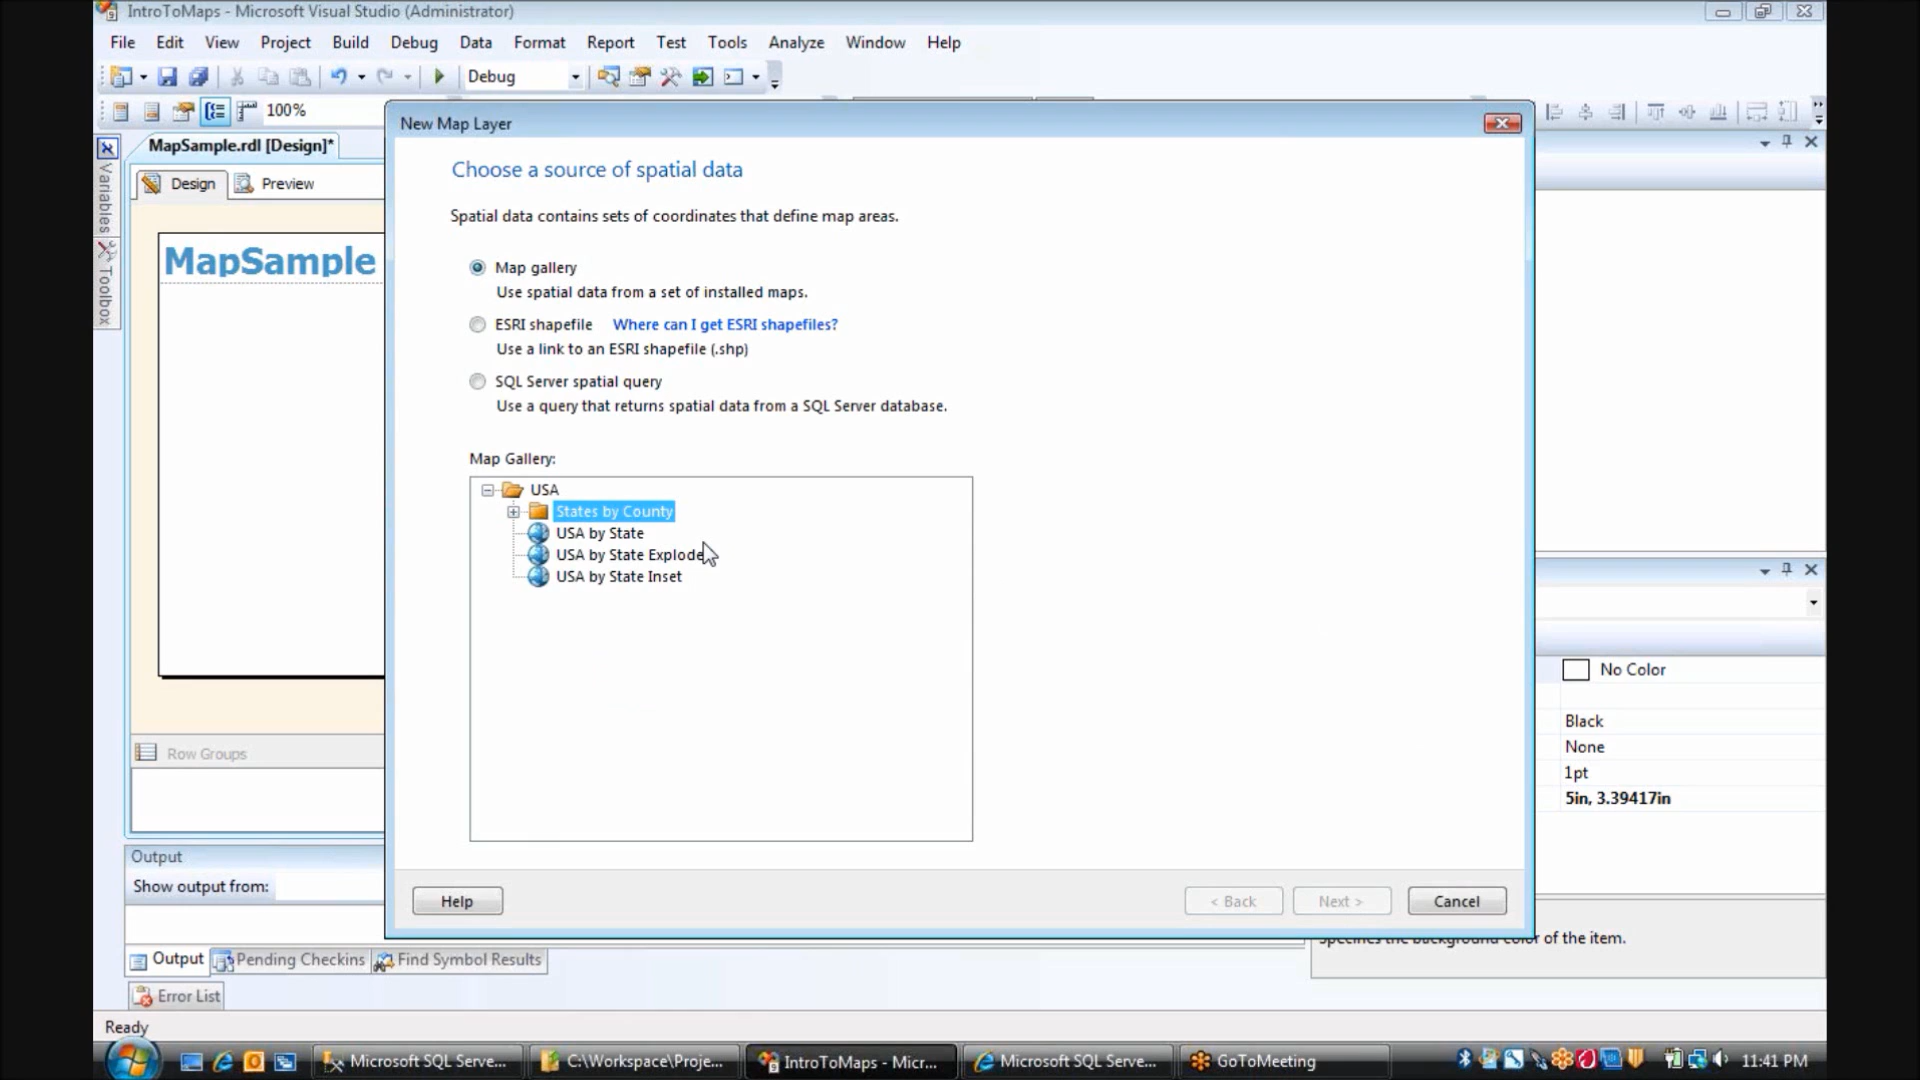 IntroToMaps - Microsoft Visual Studio (Administrator)
File Edit View Project Build Debug Data Format Report Test Tools Analyze Window Help
Debug
100%
MapSample.rdl [Design]*
Design Preview
Variables
Toolbox
MapSample
Row Groups
New Map Layer
Choose a source of spatial data
Spatial data contains sets of coordinates that define map areas.
Map gallery
Use spatial data from a set of installed maps.
ESRI shapefile Where can I get ESRI shapefiles?
Use a link to an ESRI shapefile (.shp)
SQL Server spatial query
Use a query that returns spatial data from a SQL Server database.
Map Gallery:
USA
States by County
USA by State
USA by State Explode
USA by State Inset
Help < Back Next > Cancel
No Color
Black
None
1pt
5in, 3.39417in
Specifies the background color of the item.
Output
Show output from:
Output Pending Checkins Find Symbol Results
Error List
Ready
Microsoft SQL Serve... C:\Workspace\Proje... IntroToMaps - Micr... Microsoft SQL Serve... GoToMeeting 11:41 PM